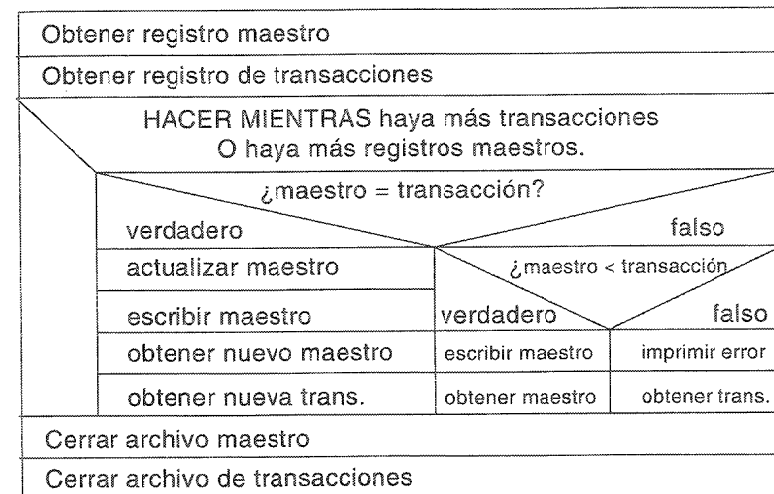 Obtener registro maestro
Obtener registro de transacciones
HACER MIENTRAS haya más transacciones
O haya más registros maestros.
¿maestro = transacción?
verdadero
falso
actualizar maestro
¿maestro < transacción
escribir maestro
verdadero
falso
obtener nuevo maestro
escribir maestro
imprimir error
obtener nueva trans.
obtener maestro
obtener trans.
Cerrar archivo maestro
Cerrar archivo de transacciones